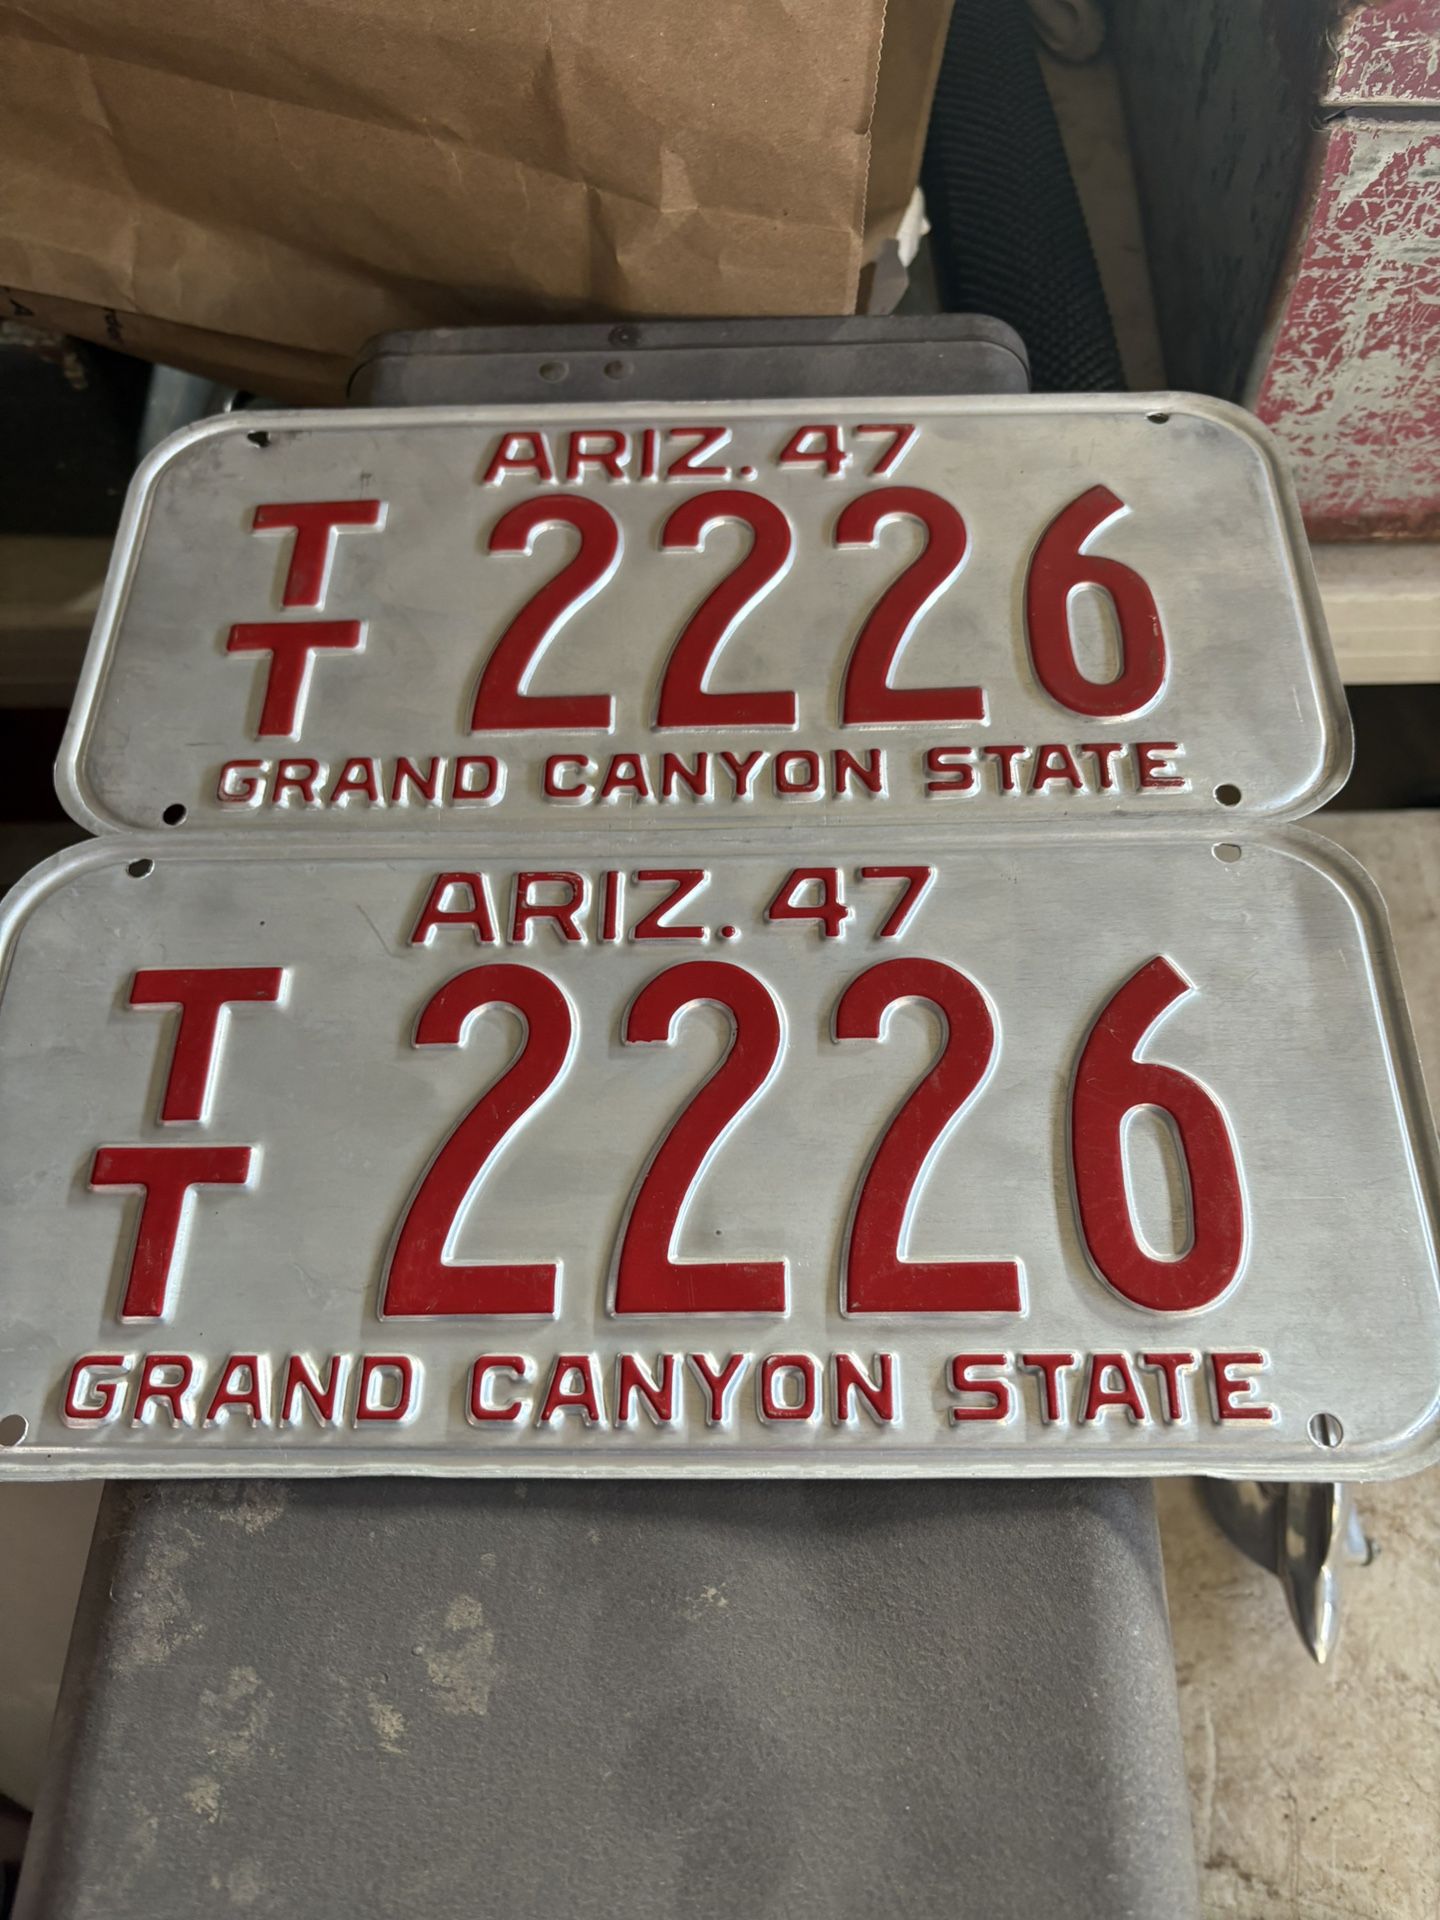 ARIZ. 47
T
T
2226
GRAND CANYON STATE
ARIZ. 47
T
T
2226
GRAND CANYON STATE